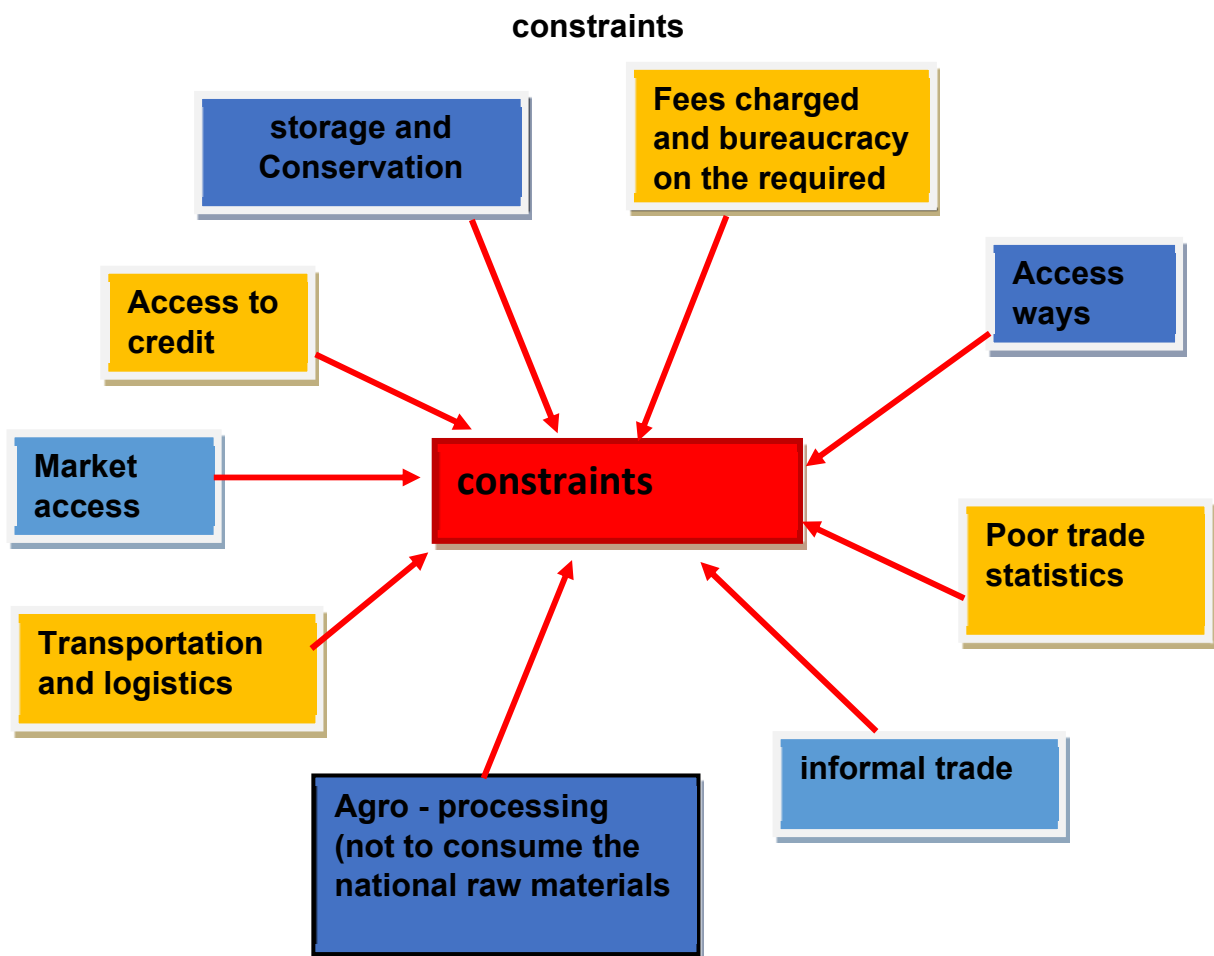 constraints
storage and
Conservation
Fees charged
and bureaucracy
on the required
Access
ways
Access to
credit
Market
access
constraints
Poor trade
statistics
Transportation
and logistics
informal trade
Agro - processing
(not to consume the
national raw materials